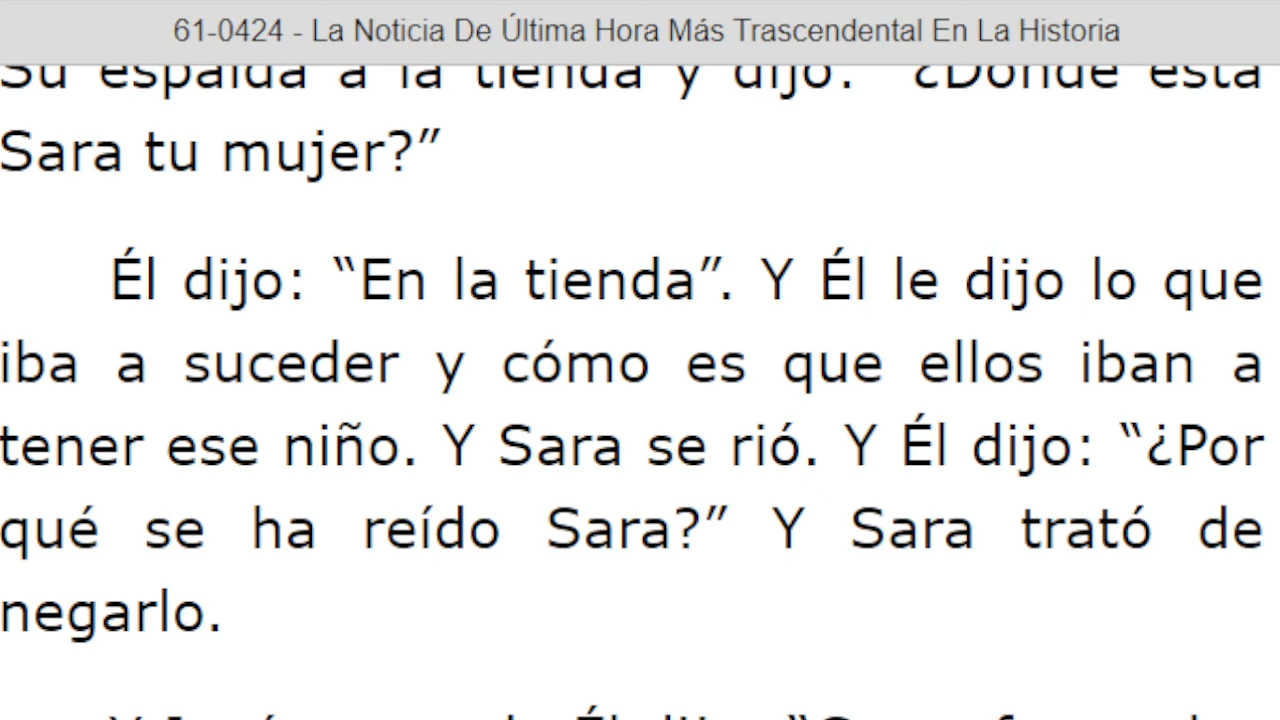 61-0424 - La Noticia De Última Hora Más Trascendental En La Historia
Su espalda a la tienda y dijo: “¿Dónde está
Sara tu mujer?”
Él dijo: “En la tienda”. Y Él le dijo lo que
iba a suceder y cómo es que ellos iban a
tener ese niño. Y Sara se rió. Y Él dijo: “¿Por
qué se ha reído Sara?” Y Sara trató de
negarlo.